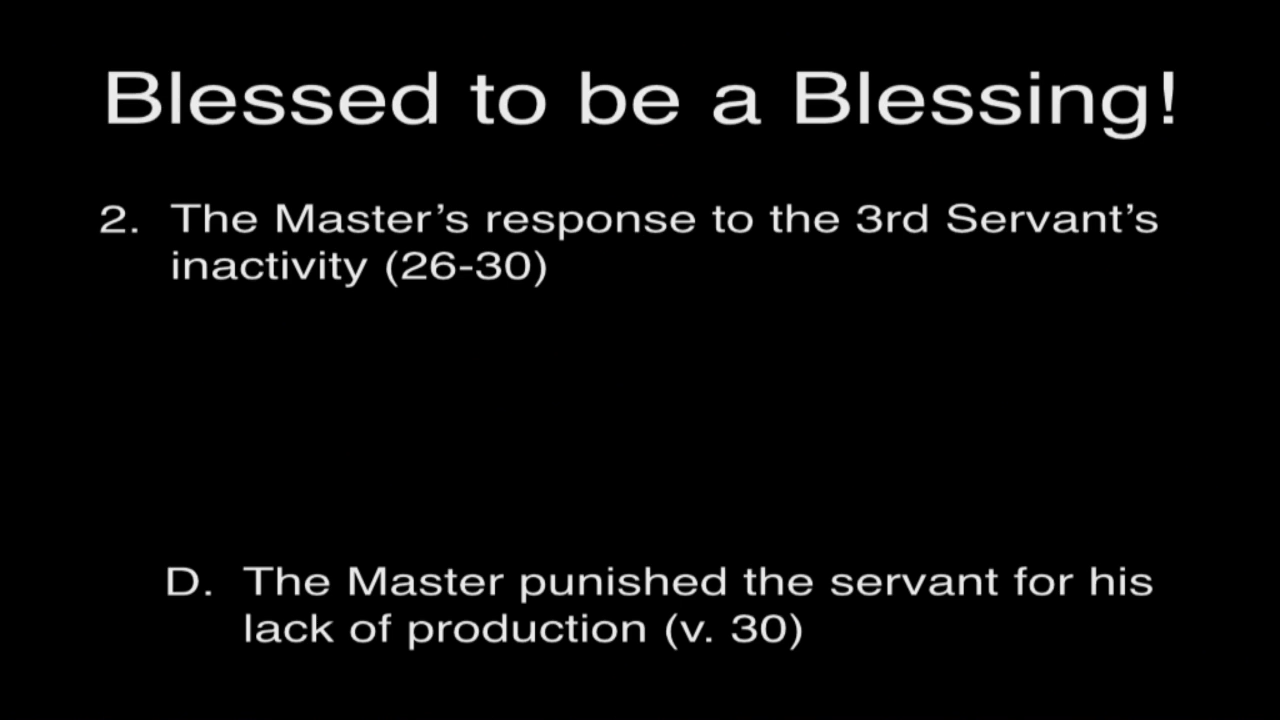 Blessed to be a Blessing!
2. The Master’s response to the 3rd Servant’s
inactivity (26-30)
D. The Master punished the servant for his
lack of production (v. 30)